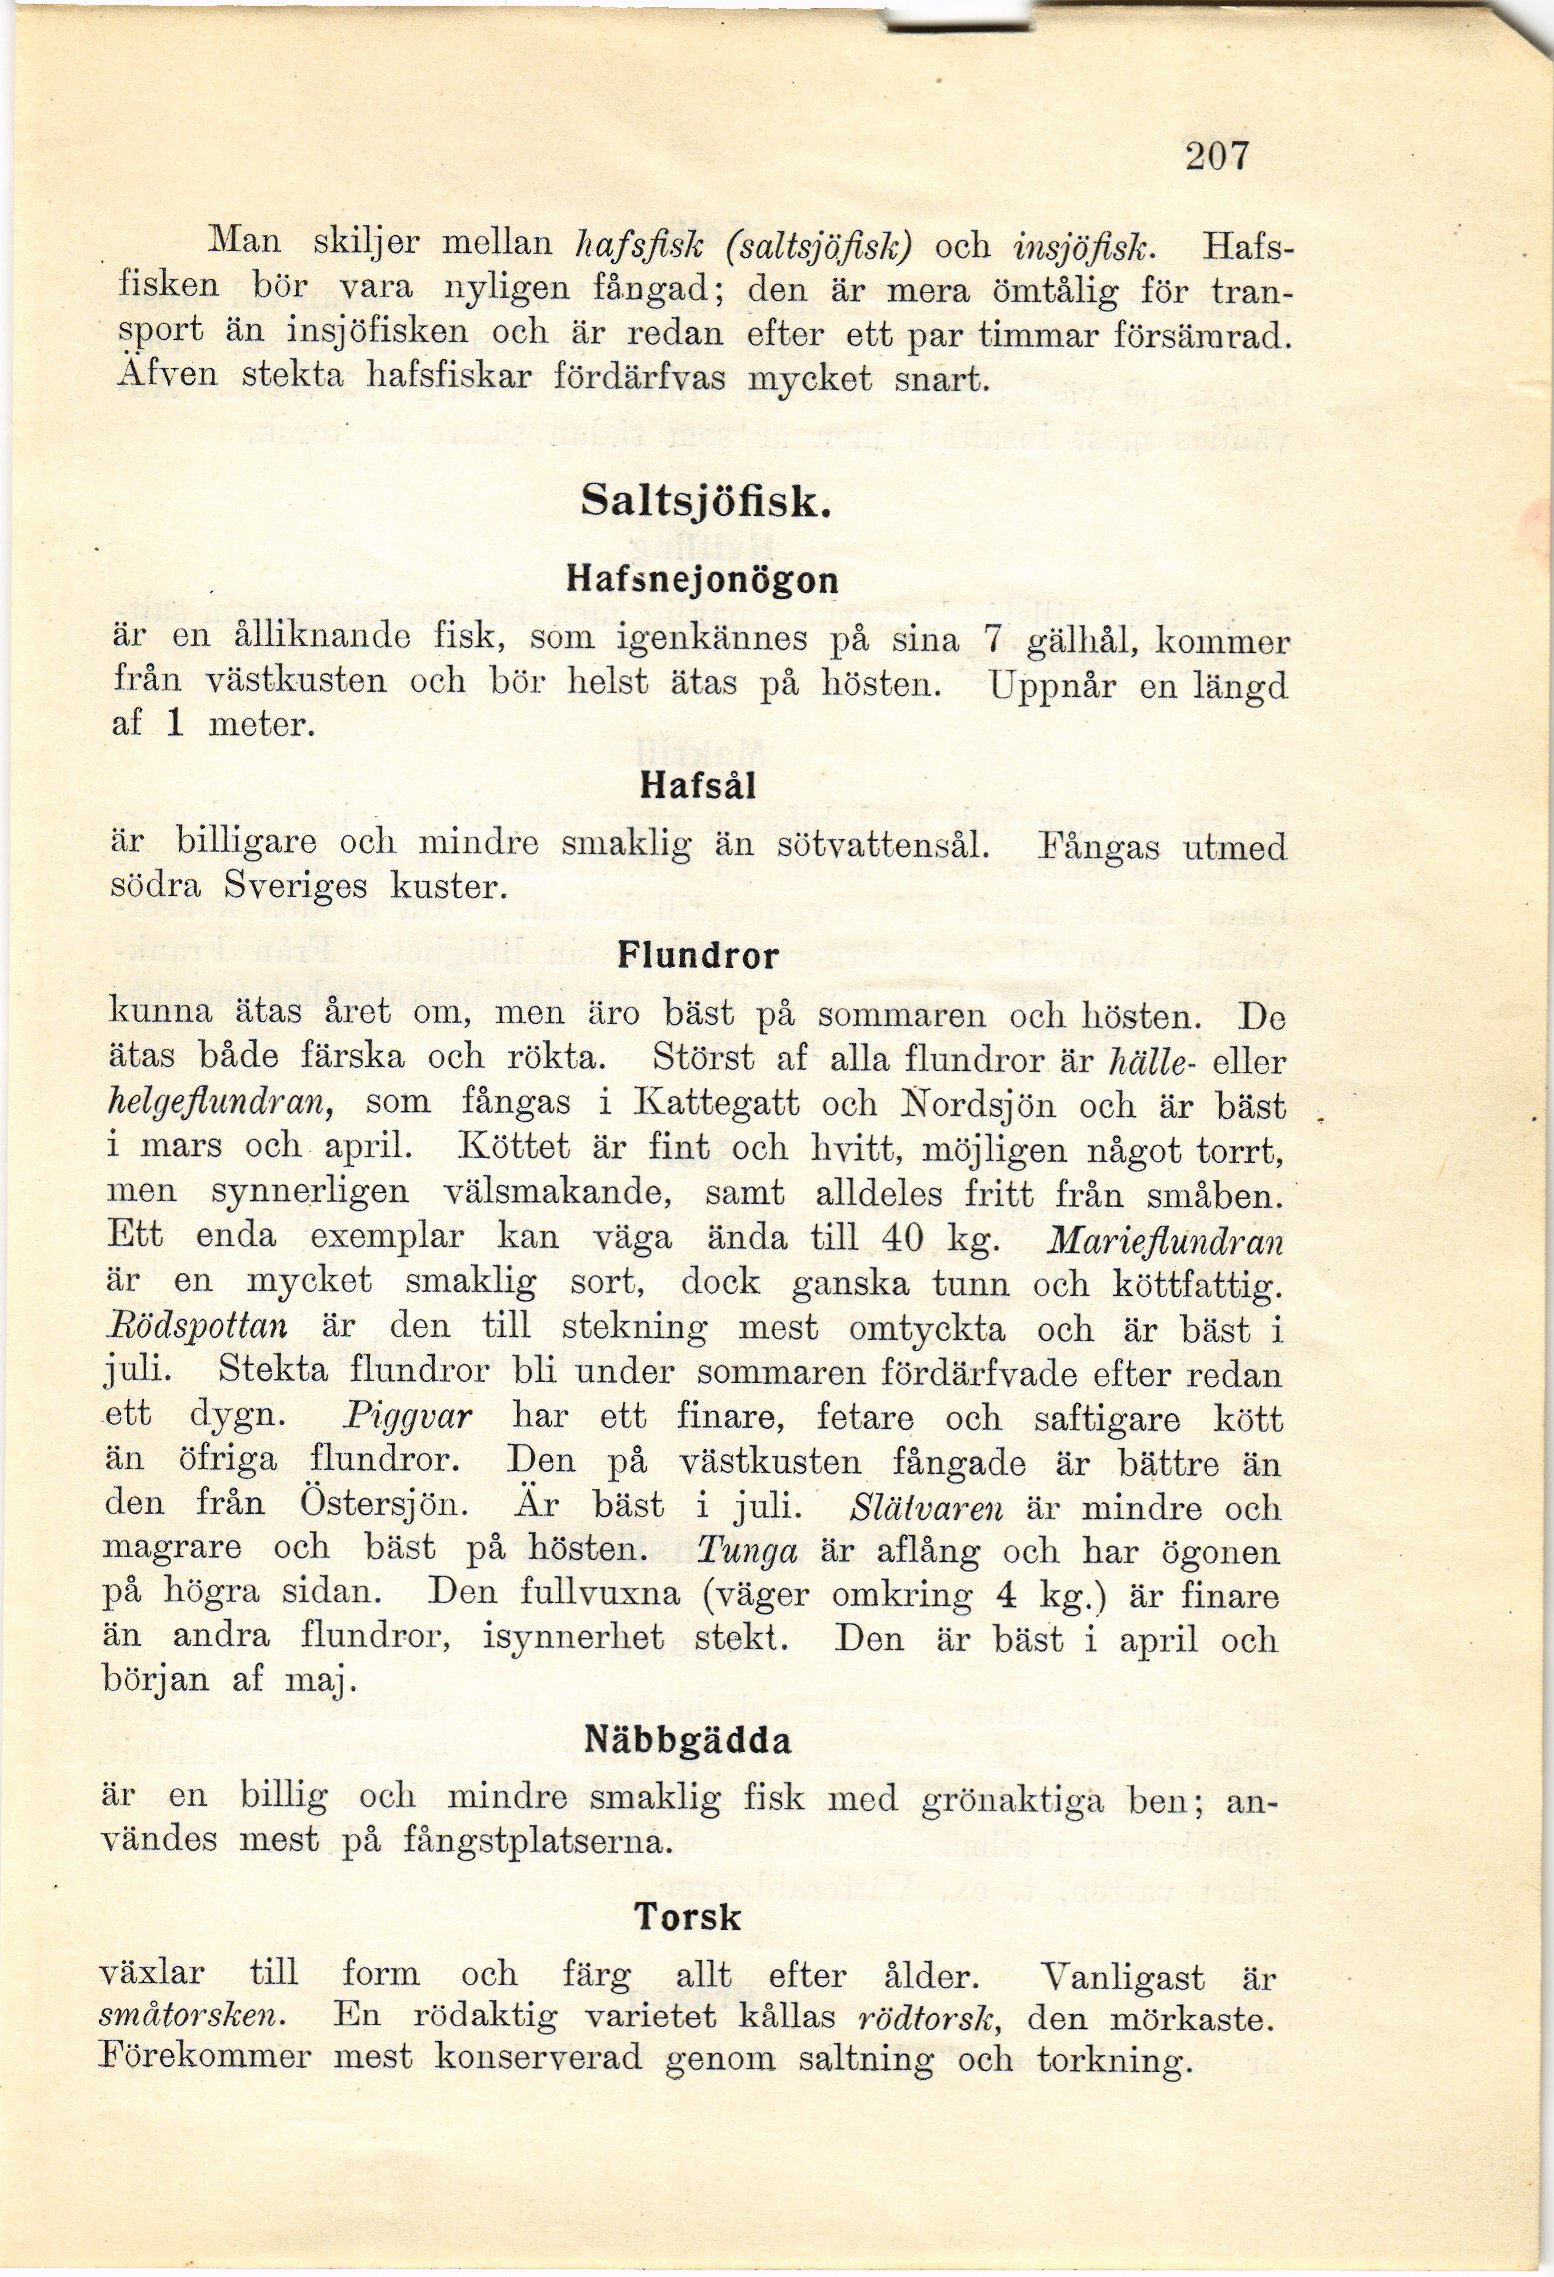 207
Man skiljer mellan hafsfisk (saltsjöfisk) och insjöfisk. Hafs-
fisken bör vara nyligen fångad; den är mera ömtålig för tran-
sport än insjöfisken och är redan efter ett par timmar försämrad.
Äfven stekta hafsfiskar fördärfvas mycket snart.
Saltsjöfisk.
Hafsnejonögon
är en ålliknande fisk, som igenkännes på sina 7 gälhål, kommer
från västkusten och bör helst ätas på hösten. Uppnår en längd
af 1 meter.
Hafsål
är billigare och mindre smaklig än sötvattensål. Fångas utmed
södra Sveriges kuster.
Flundror
kunna ätas året om, men äro bäst på sommaren och hösten. De
ätas både färska och rökta. Störst af alla flundror är hälle- eller
helgeflundran, som fångas i Kattegatt och Nordsjön och är bäst
i mars och april. Köttet är fint och hvitt, möjligen något torrt,
men synnerligen välsmakande, samt alldeles fritt från småben.
Ett enda exemplar kan väga ända till 40 kg. Marieflundran
är en mycket smaklig sort, dock ganska tunn och köttfattig.
Rödspottan är den till stekning mest omtyckta och är bäst i
juli. Stekta flundror bli under sommaren fördärfvade efter redan
ett dygn. Piggvar har ett finare, fetare och saftigare kött
än öfriga flundror. Den på västkusten fångade är bättre än
den från Östersjön. Är bäst i juli. Slätvaren är mindre och
magrare och bäst på hösten. Tunga är aflång och har ögonen
på högra sidan. Den fullvuxna (väger omkring 4 kg.) är finare
än andra flundror, isynnerhet stekt. Den är bäst i april och
början af maj.
Näbbgädda
är en billig och mindre smaklig fisk med grönaktiga ben; an-
vändes mest på fångstplatserna.
Torsk
växlar till form och färg allt efter ålder. Vanligast är
småtorsken. En rödaktig varietet kållas rödtorsk, den mörkaste.
Förekommer mest konserverad genom saltning och torkning.